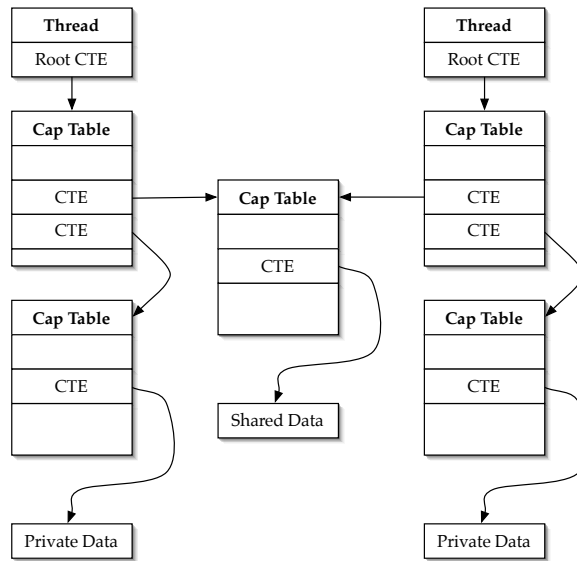 Thread
Root CTE
Cap Table
CTE
CTE
Cap Table
CTE
Private Data
Cap Table
CTE
Shared Data
Thread
Root CTE
Cap Table
CTE
CTE
Cap Table
CTE
Private Data